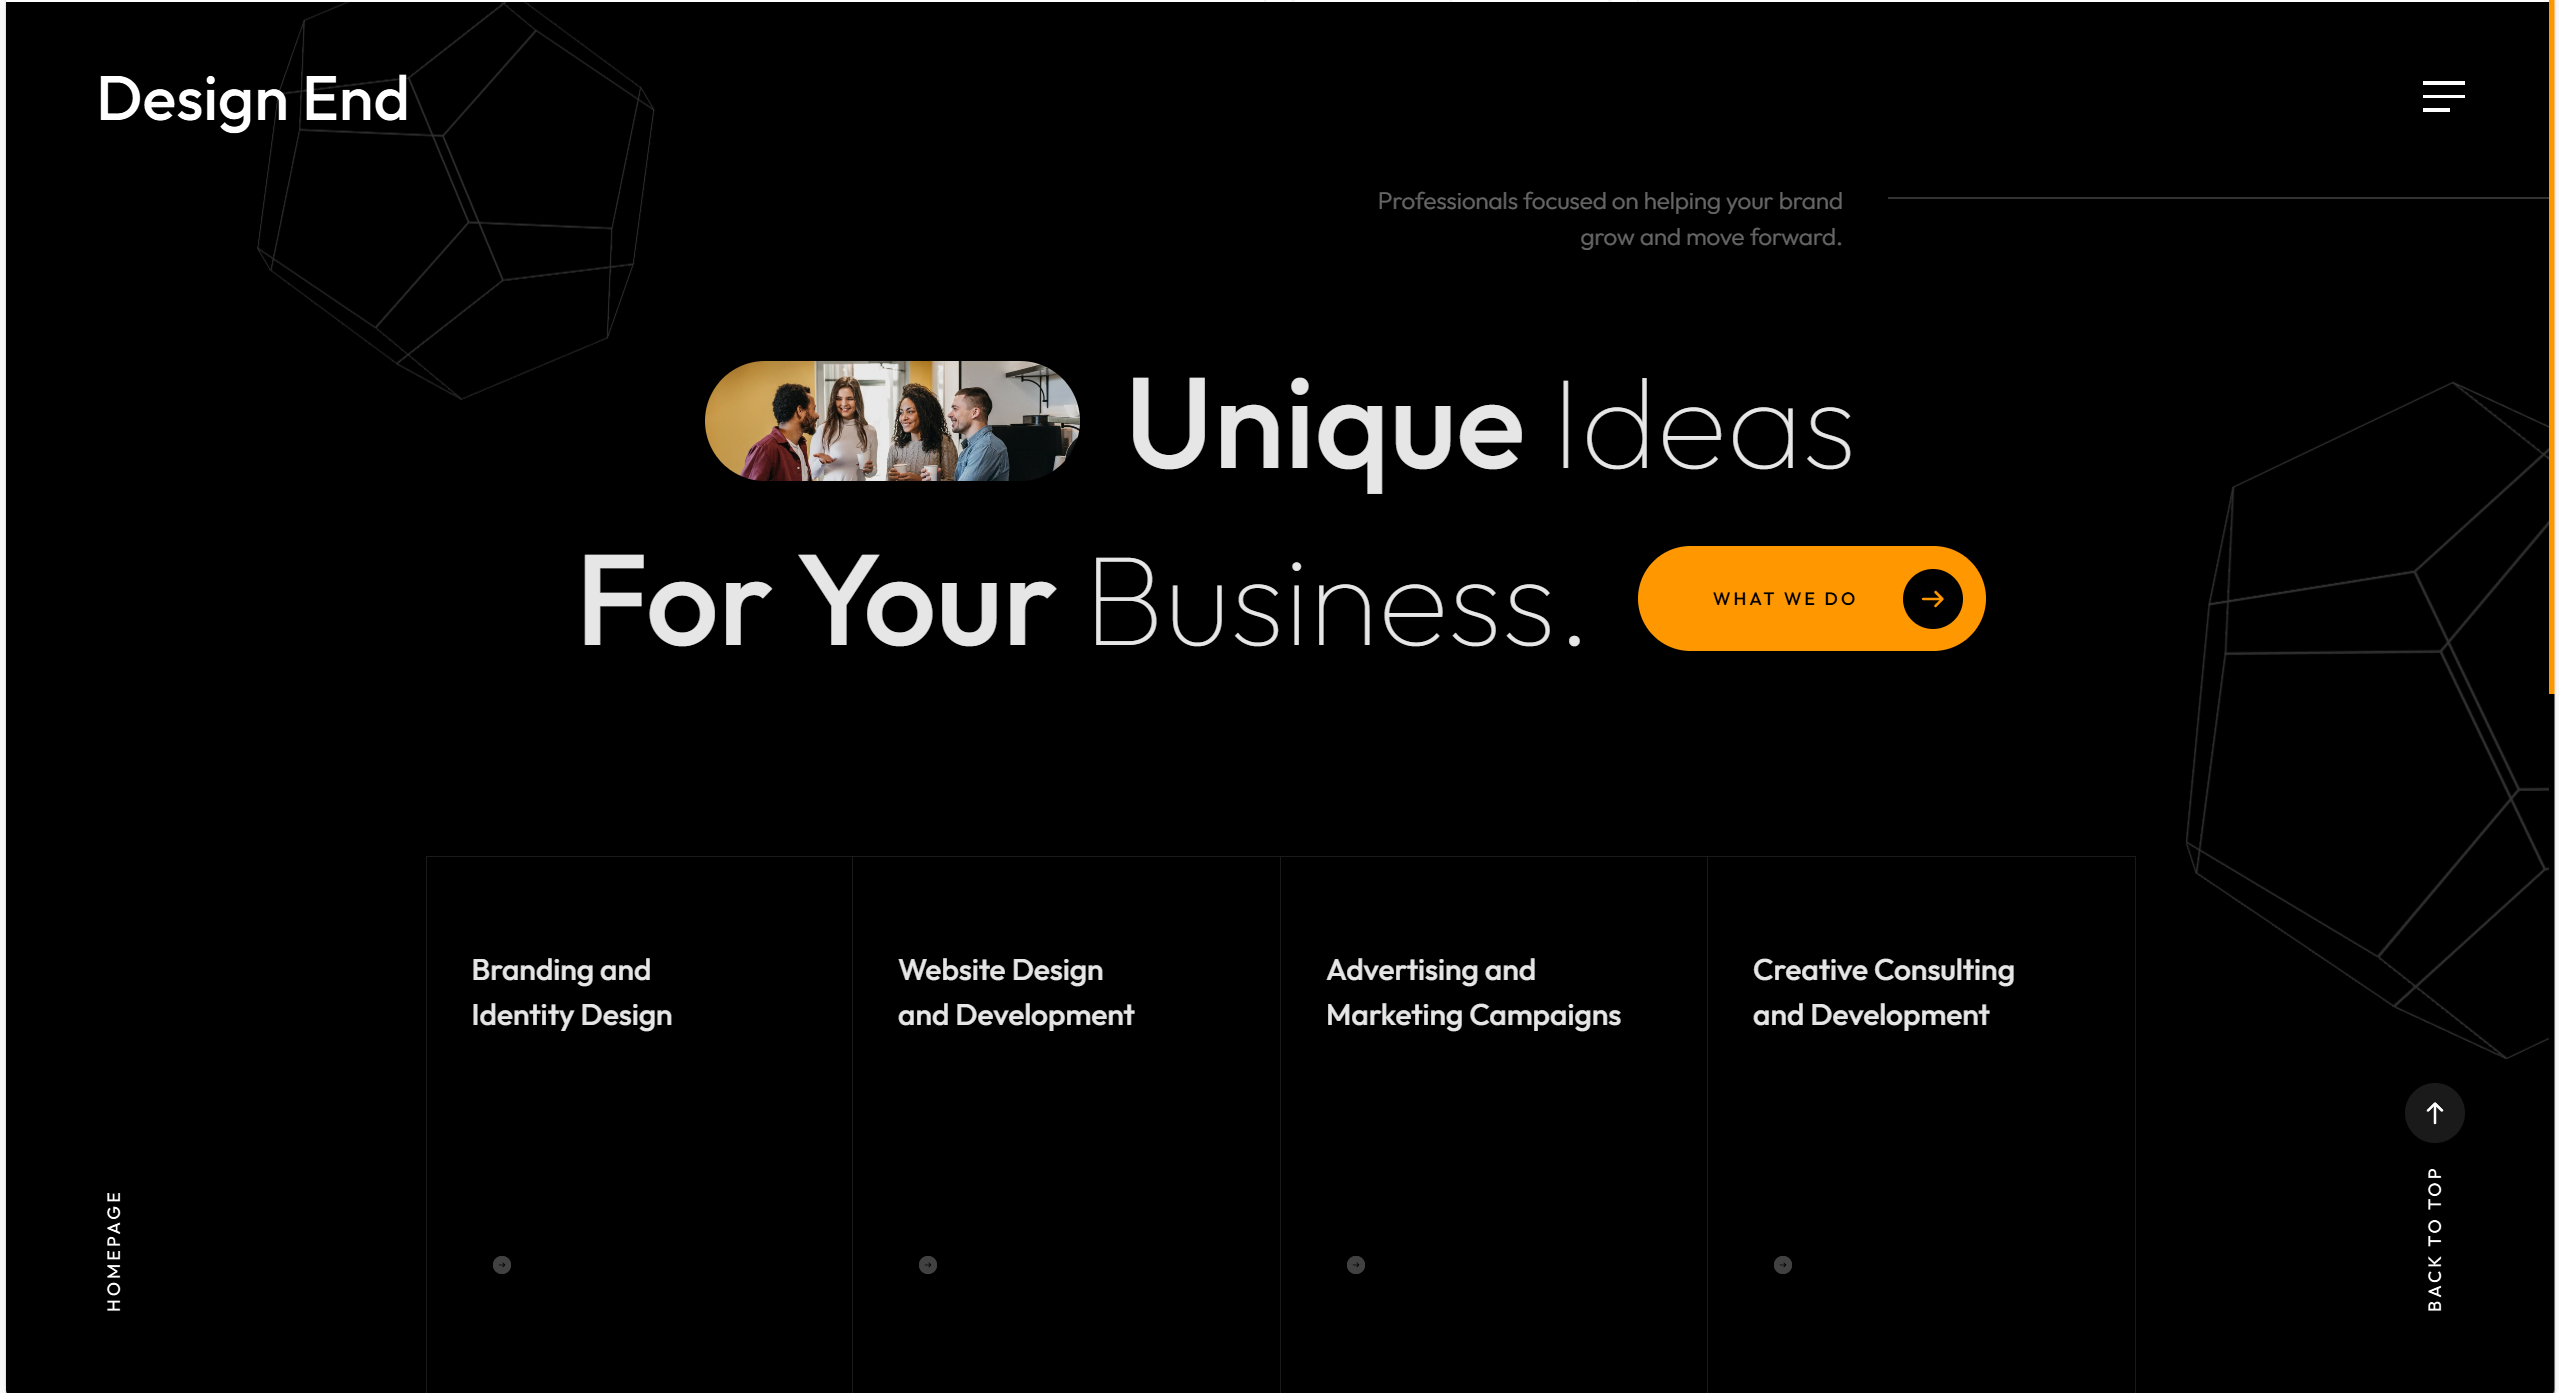 Design End
Professionals focused on helping your brand
grow and move forward.
Unique Ideas
For Your Business.
WHAT WE DO
Branding and
Identity Design
Website Design
and Development
Advertising and
Marketing Campaigns
Creative Consulting
and Development
HOMEPAGE
BACK TO TOP